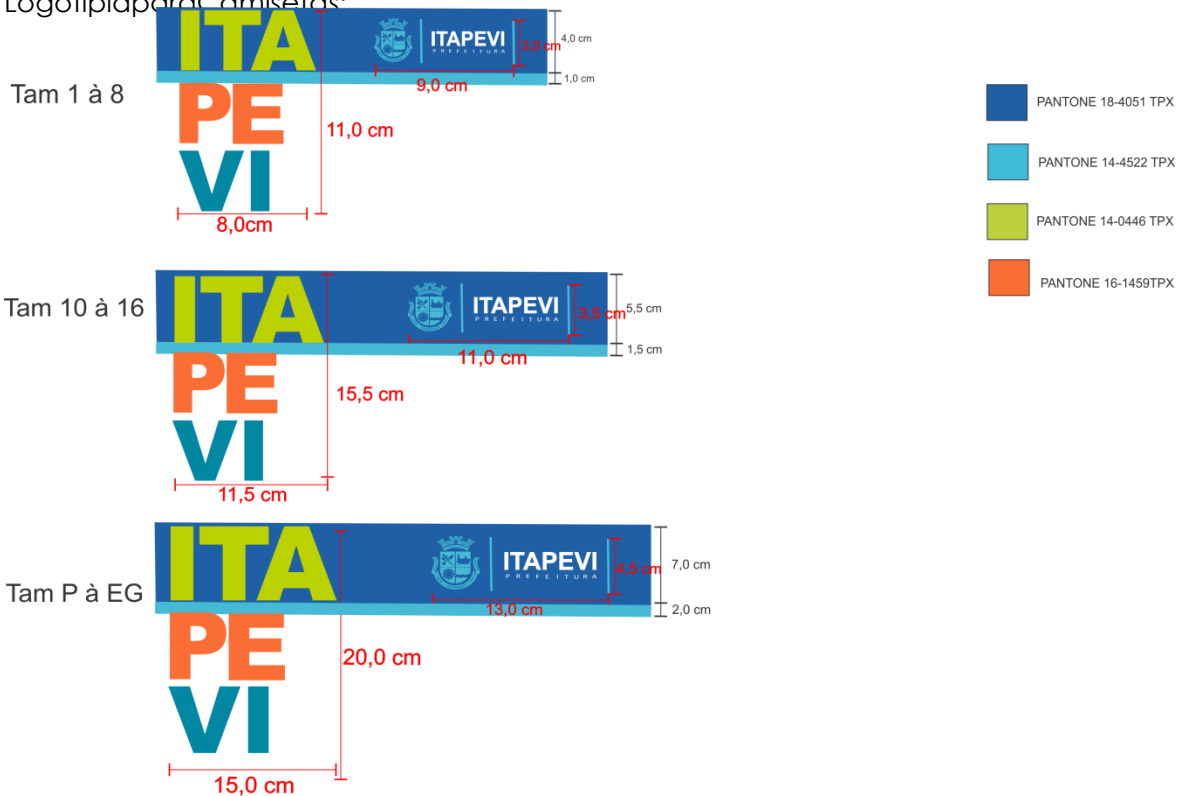 LogotipiaparaCamisetas:
Tam 1 à 8
ITA
PE
VI
ITAPEVI
PREFEITURA
3,0 cm
9,0 cm
4,0 cm
1,0 cm
11,0 cm
8,0cm
Tam 10 à 16
ITA
PE
VI
ITAPEVI
PREFEITURA
3,5 cm
11,0 cm
5,5 cm
1,5 cm
15,5 cm
11,5 cm
Tam P à EG
ITA
PE
VI
ITAPEVI
PREFEITURA
4,5 cm
13,0 cm
7,0 cm
2,0 cm
20,0 cm
15,0 cm
PANTONE 18-4051 TPX
PANTONE 14-4522 TPX
PANTONE 14-0446 TPX
PANTONE 16-1459TPX